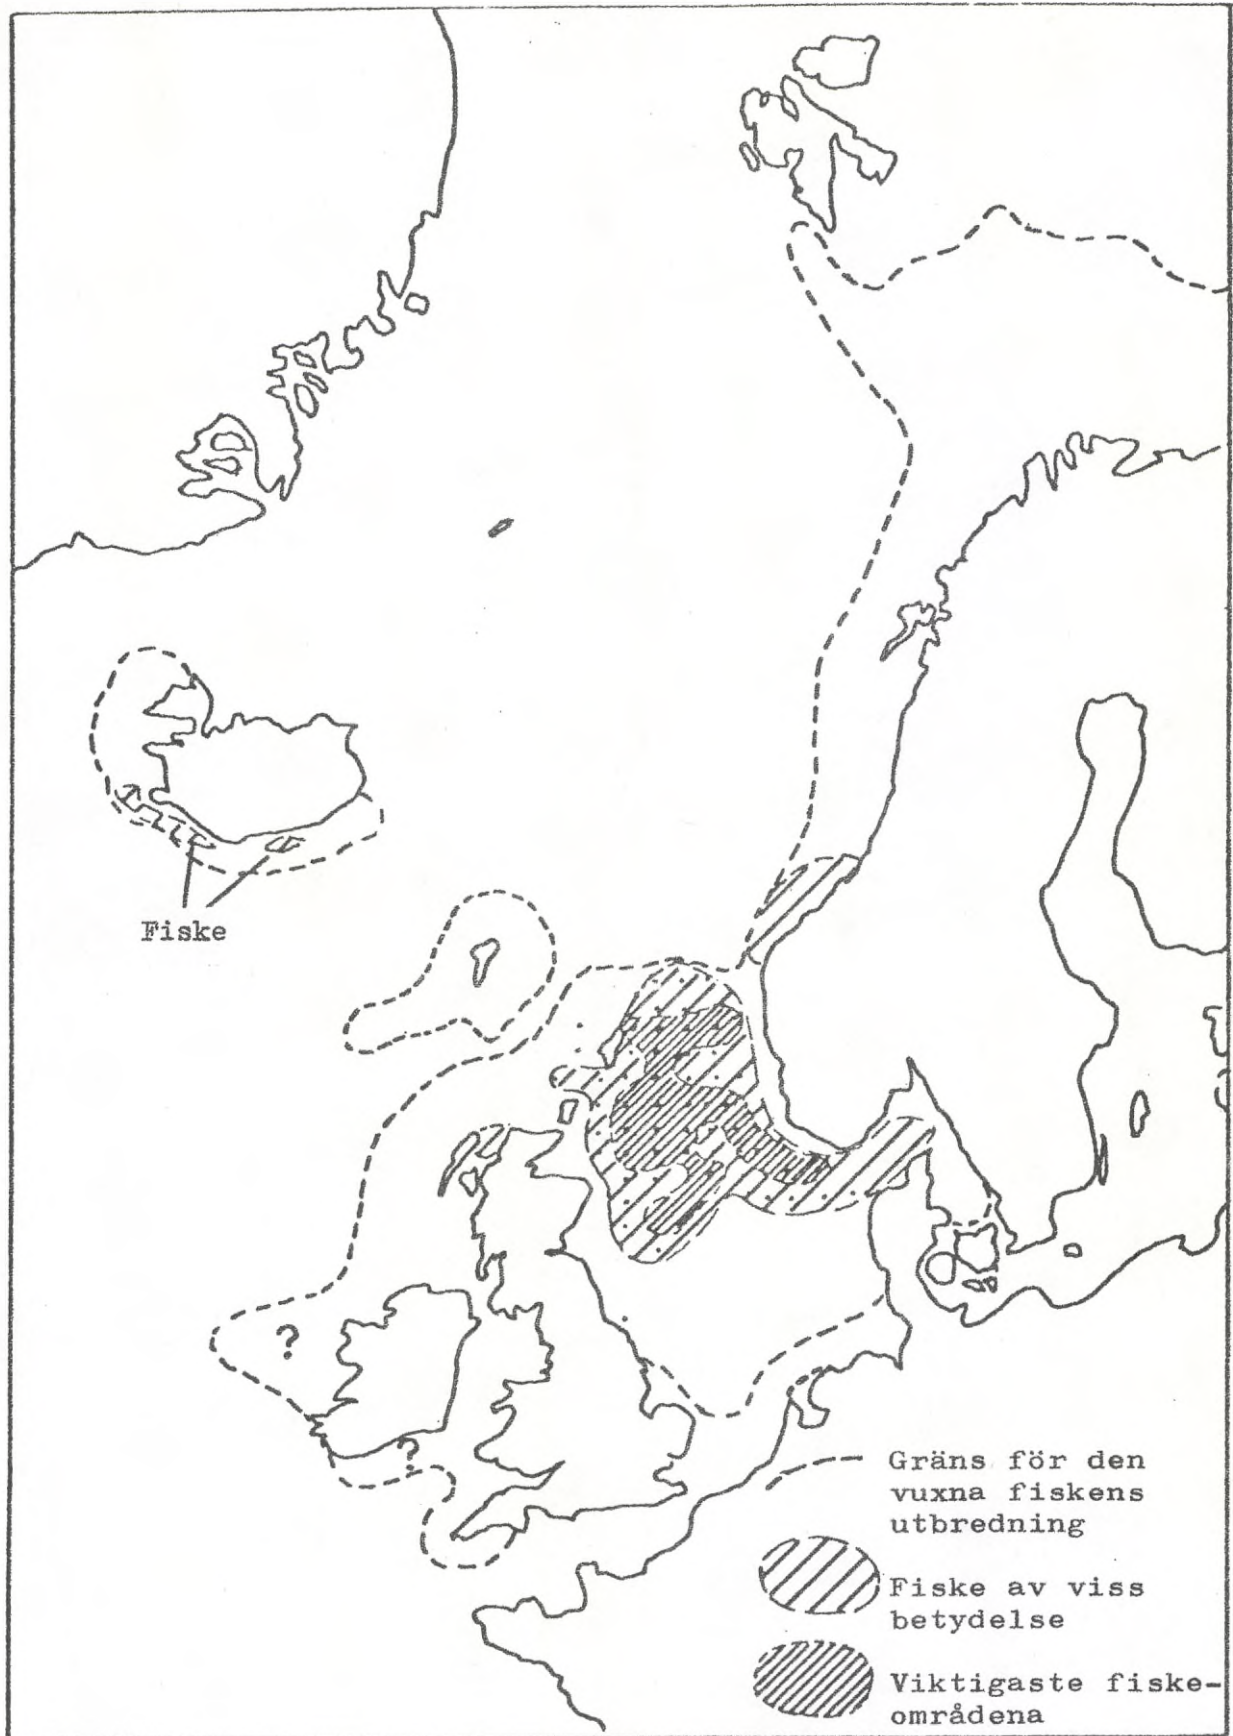 Fiske
?
?
Gräns för den
vuxna fiskens
utbredning
Fiske av viss
betydelse
Viktigaste fiske-
områdena